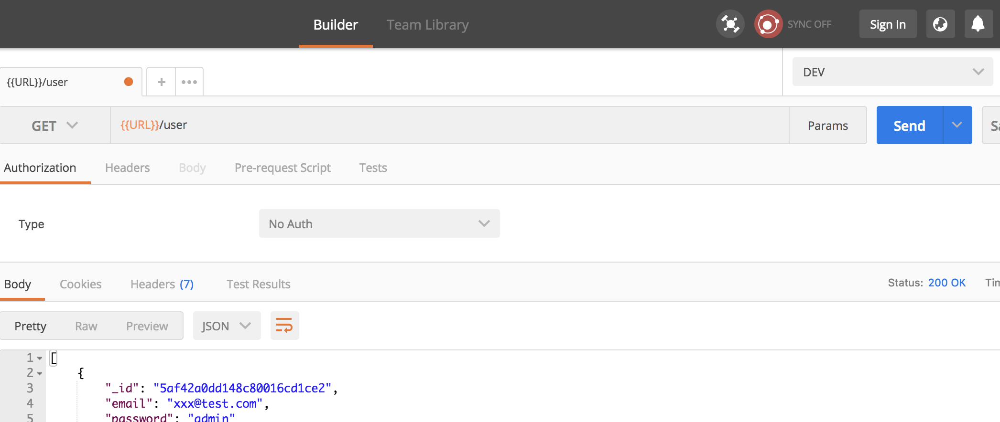 Builder Team Library SYNC OFF Sign In
{{URL}}/user + ••• DEV
GET {{URL}}/user Params Send
Authorization Headers Body Pre-request Script Tests
Type No Auth
Body Cookies Headers (7) Test Results Status: 200 OK
Pretty Raw Preview JSON
1 [
2 {
3 "_id": "5af42a0dd148c80016cd1ce2",
4 "email": "xxx@test.com",
5 "password": "admin"